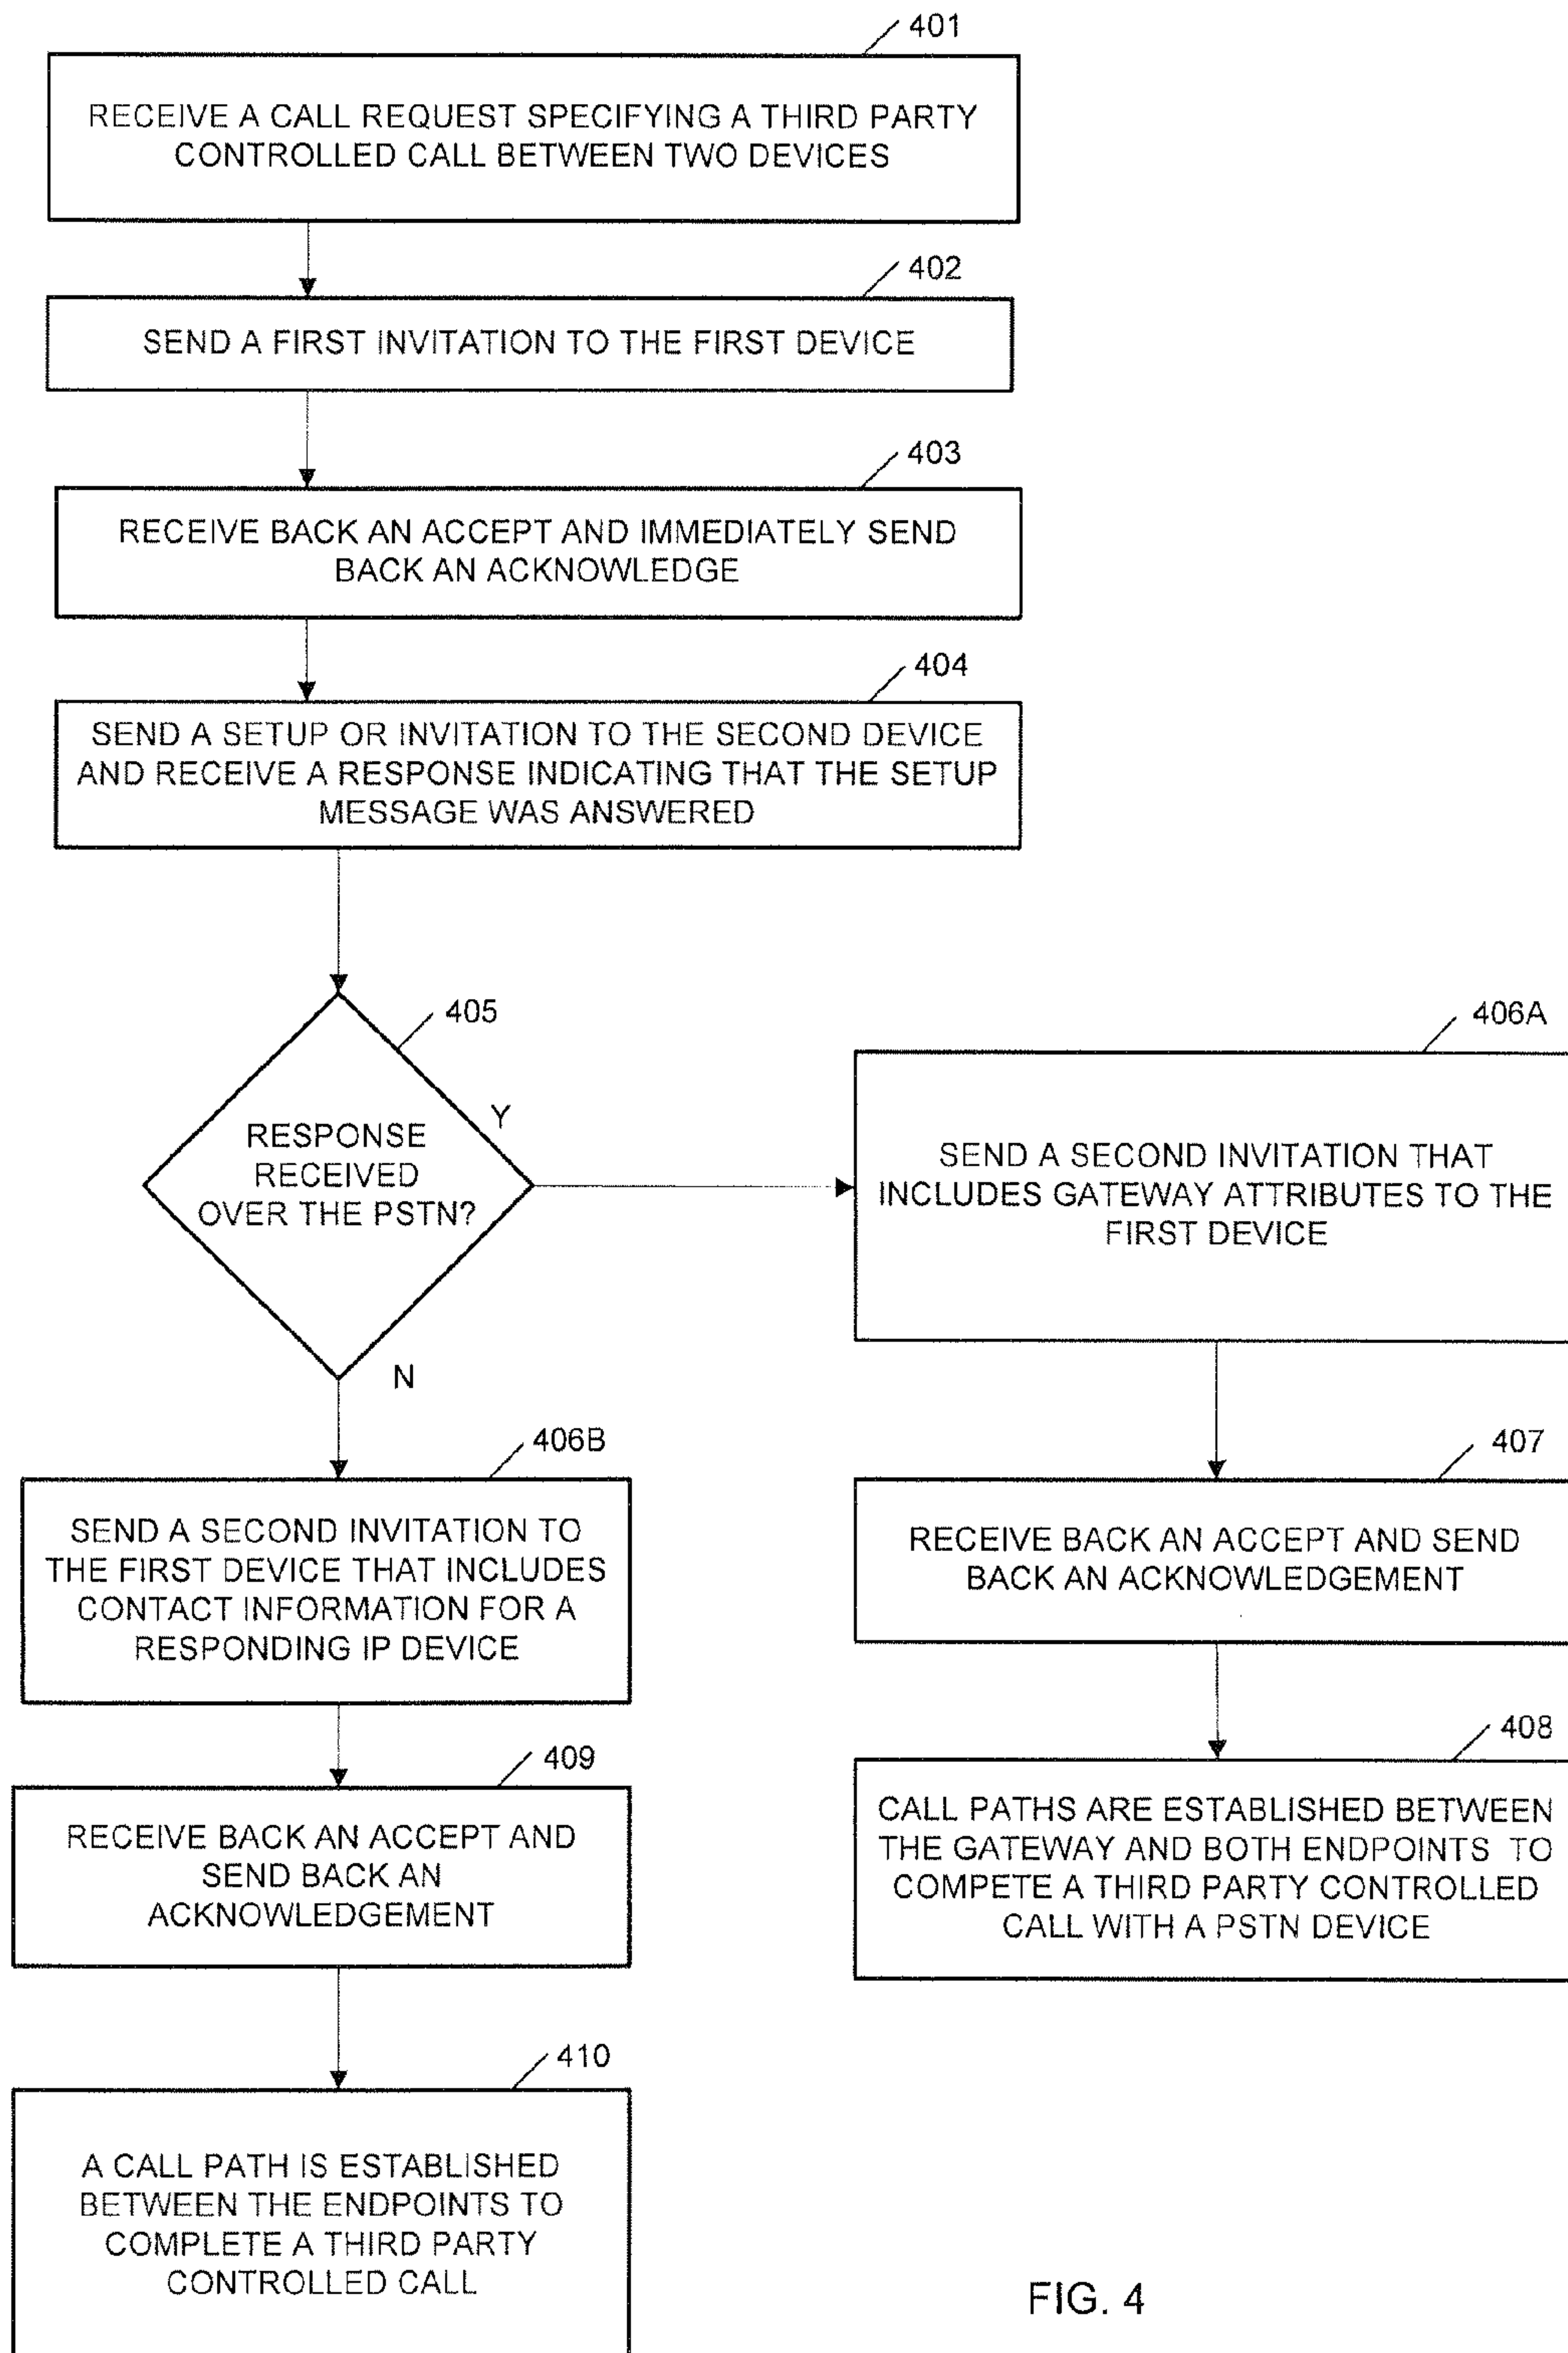 401
RECEIVE A CALL REQUEST SPECIFYING A THIRD PARTY
CONTROLLED CALL BETWEEN TWO DEVICES
402
SEND A FIRST INVITATION TO THE FIRST DEVICE
403
RECEIVE BACK AN ACCEPT AND IMMEDIATELY SEND
BACK AN ACKNOWLEDGE
404
SEND A SETUP OR INVITATION TO THE SECOND DEVICE
AND RECEIVE A RESPONSE INDICATING THAT THE SETUP
MESSAGE WAS ANSWERED
405
RESPONSE
RECEIVED
OVER THE PSTN?
Y
N
406A
SEND A SECOND INVITATION THAT
INCLUDES GATEWAY ATTRIBUTES TO THE
FIRST DEVICE
407
RECEIVE BACK AN ACCEPT AND SEND
BACK AN ACKNOWLEDGEMENT
408
CALL PATHS ARE ESTABLISHED BETWEEN
THE GATEWAY AND BOTH ENDPOINTS TO
COMPETE A THIRD PARTY CONTROLLED
CALL WITH A PSTN DEVICE
406B
SEND A SECOND INVITATION TO
THE FIRST DEVICE THAT INCLUDES
CONTACT INFORMATION FOR A
RESPONDING IP DEVICE
409
RECEIVE BACK AN ACCEPT AND
SEND BACK AN
ACKNOWLEDGEMENT
410
A CALL PATH IS ESTABLISHED
BETWEEN THE ENDPOINTS TO
COMPLETE A THIRD PARTY
CONTROLLED CALL
FIG. 4